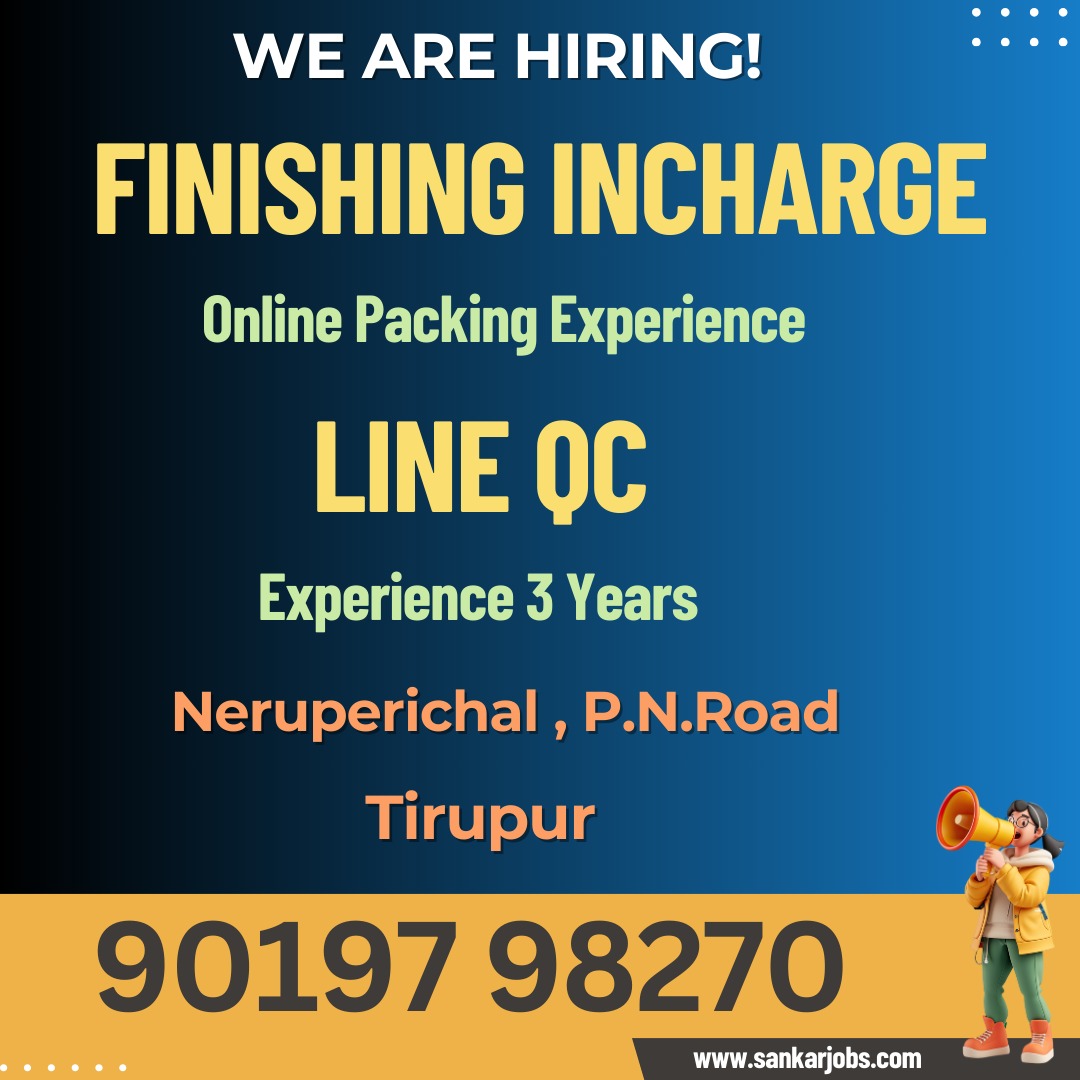 WE ARE HIRING!
FINISHING INCHARGE
Online Packing Experience
LINE QC
Experience 3 Years
Neruperichal , P.N.Road
Tirupur
90197 98270
www.sankarjobs.com